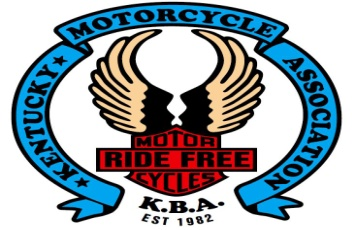 KENTUCKY MOTORCYCLE ASSOCIATION
MOTOR
RIDE FREE
CYCLES
K.B.A.
EST 1982